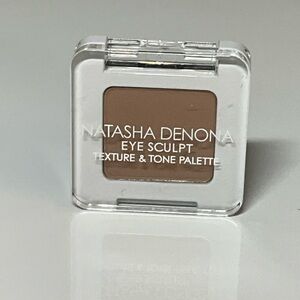 NATASHA DENONA
EYE SCULPT
TEXTURE & TONE PALETTE